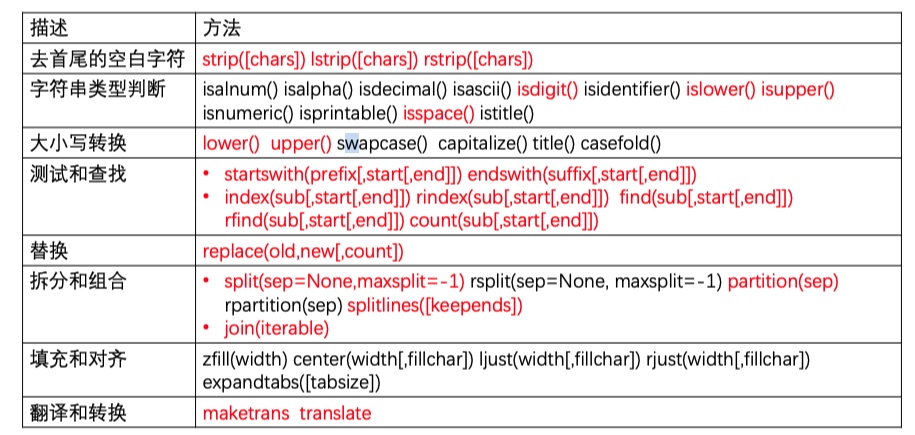 描述 方法
去首尾的空白字符 strip([chars]) lstrip([chars]) rstrip([chars])
字符串类型判断 isalnum() isalpha() isdecimal() isascii() isdigit() isidentifier() islower() isupper()
isnumeric() isprintable() isspace() istitle()
大小写转换 lower() upper() swapcase() capitalize() title() casefold()
测试和查找 • startswith(prefix[,start[,end]]) endswith(suffix[,start[,end]])
• index(sub[,start[,end]]) rindex(sub[,start[,end]]) find(sub[,start[,end]])
rfind(sub[,start[,end]]) count(sub[,start[,end]])
替换 replace(old,new[,count])
拆分和组合 • split(sep=None,maxsplit=-1) rsplit(sep=None, maxsplit=-1) partition(sep)
rpartition(sep) splitlines([keepends])
• join(iterable)
填充和对齐 zfill(width) center(width[,fillchar]) ljust(width[,fillchar]) rjust(width[,fillchar])
expandtabs([tabsize])
翻译和转换 maketrans translate